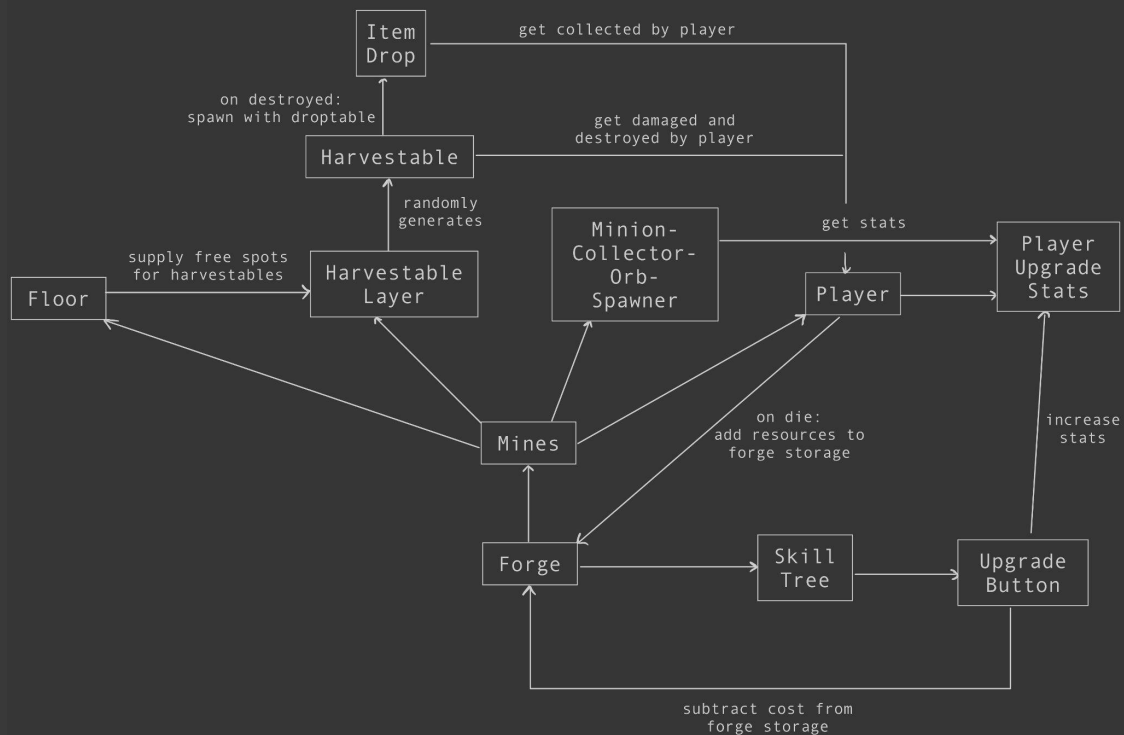 Item
Drop
get collected by player
on destroyed:
spawn with droptable
get damaged and
destroyed by player
Harvestable
randomly
generates
Minion-
Collector-
Orb-
Spawner
get stats
Player
Upgrade
Stats
supply free spots
for harvestables
Harvestable
Layer
Floor
Player
Mines
on die:
add resources to
forge storage
increase
stats
Forge
Skill
Tree
Upgrade
Button
subtract cost from
forge storage